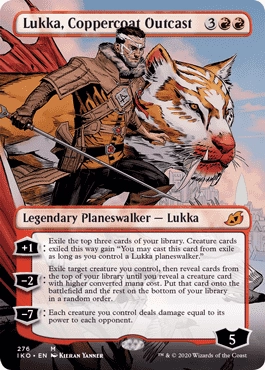 Lukka, Coppercoat Outcast 3
Legendary Planeswalker — Lukka
+1 Exile the top three cards of your library. Creature cards
exiled this way gain “You may cast this card from exile
as long as you control a Lukka planeswalker.”
-2 Exile target creature you control, then reveal cards from
the top of your library until you reveal a creature card
with higher converted mana cost. Put that card onto the
battlefield and the rest on the bottom of your library
in a random order.
-7 Each creature you control deals damage equal to its
power to each opponent.
5
276 M
IKO • EN KIERAN YANNER
™ & © 2020 Wizards of the Coast